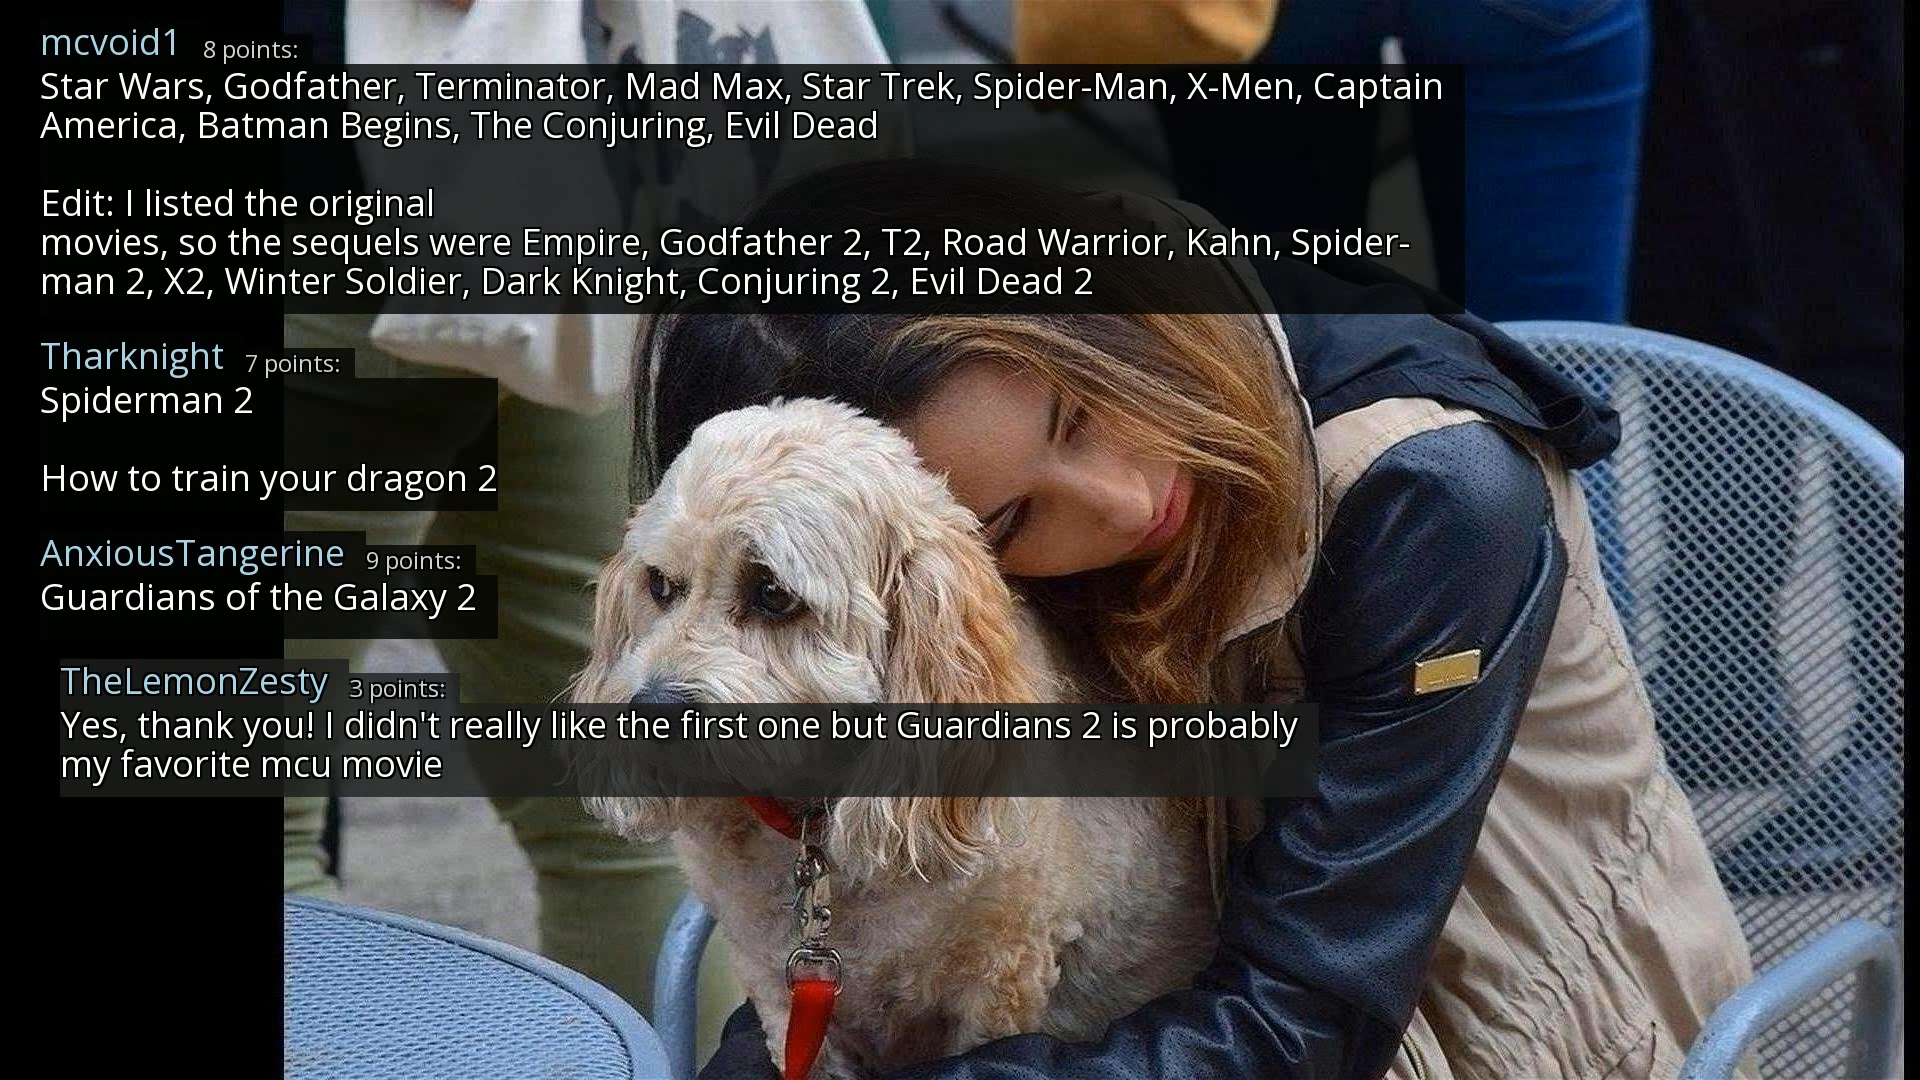 mcvoid1 8 points:
Star Wars, Godfather, Terminator, Mad Max, Star Trek, Spider-Man, X-Men, Captain
America, Batman Begins, The Conjuring, Evil Dead
Edit: I listed the original
movies, so the sequels were Empire, Godfather 2, T2, Road Warrior, Kahn, Spider-
man 2, X2, Winter Soldier, Dark Knight, Conjuring 2, Evil Dead 2
Tharknight 7 points:
Spiderman 2
How to train your dragon 2
AnxiousTangerine 9 points:
Guardians of the Galaxy 2
TheLemonZesty 3 points:
Yes, thank you! I didn't really like the first one but Guardians 2 is probably
my favorite mcu movie